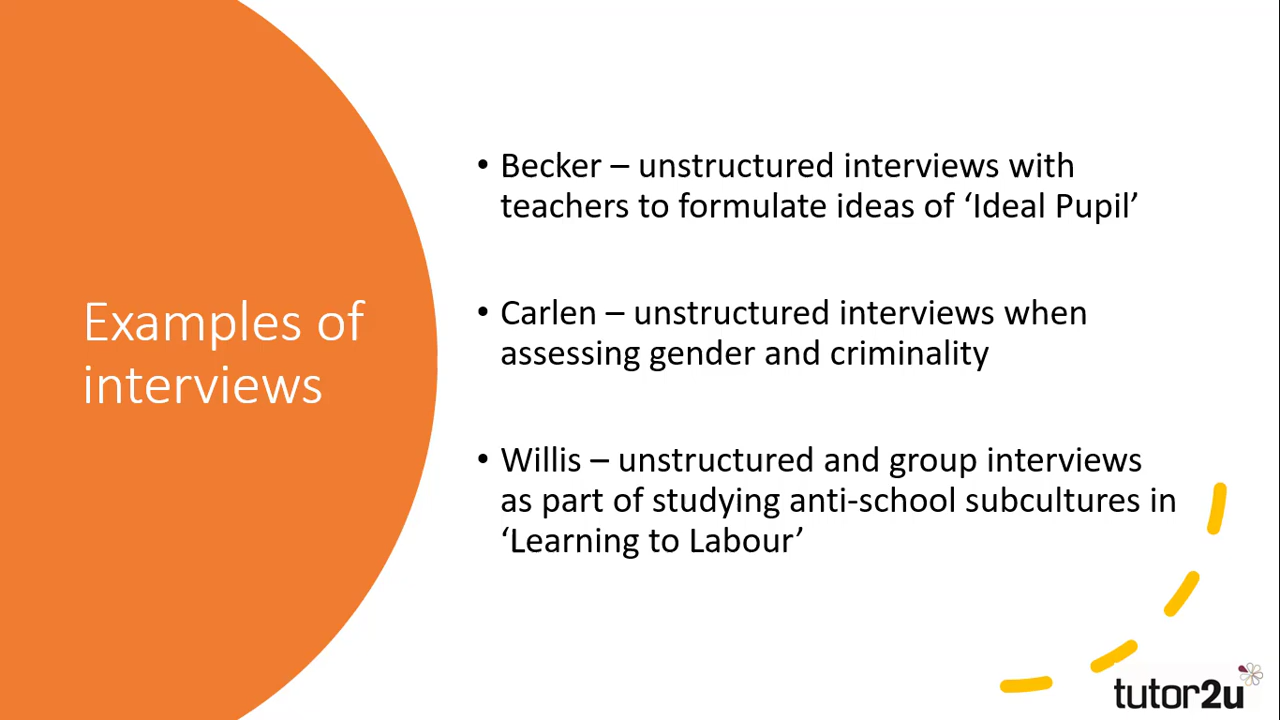 Examples of
interviews
• Becker – unstructured interviews with
teachers to formulate ideas of ‘Ideal Pupil’
• Carlen – unstructured interviews when
assessing gender and criminality
• Willis – unstructured and group interviews
as part of studying anti-school subcultures in
‘Learning to Labour’
tutor2u